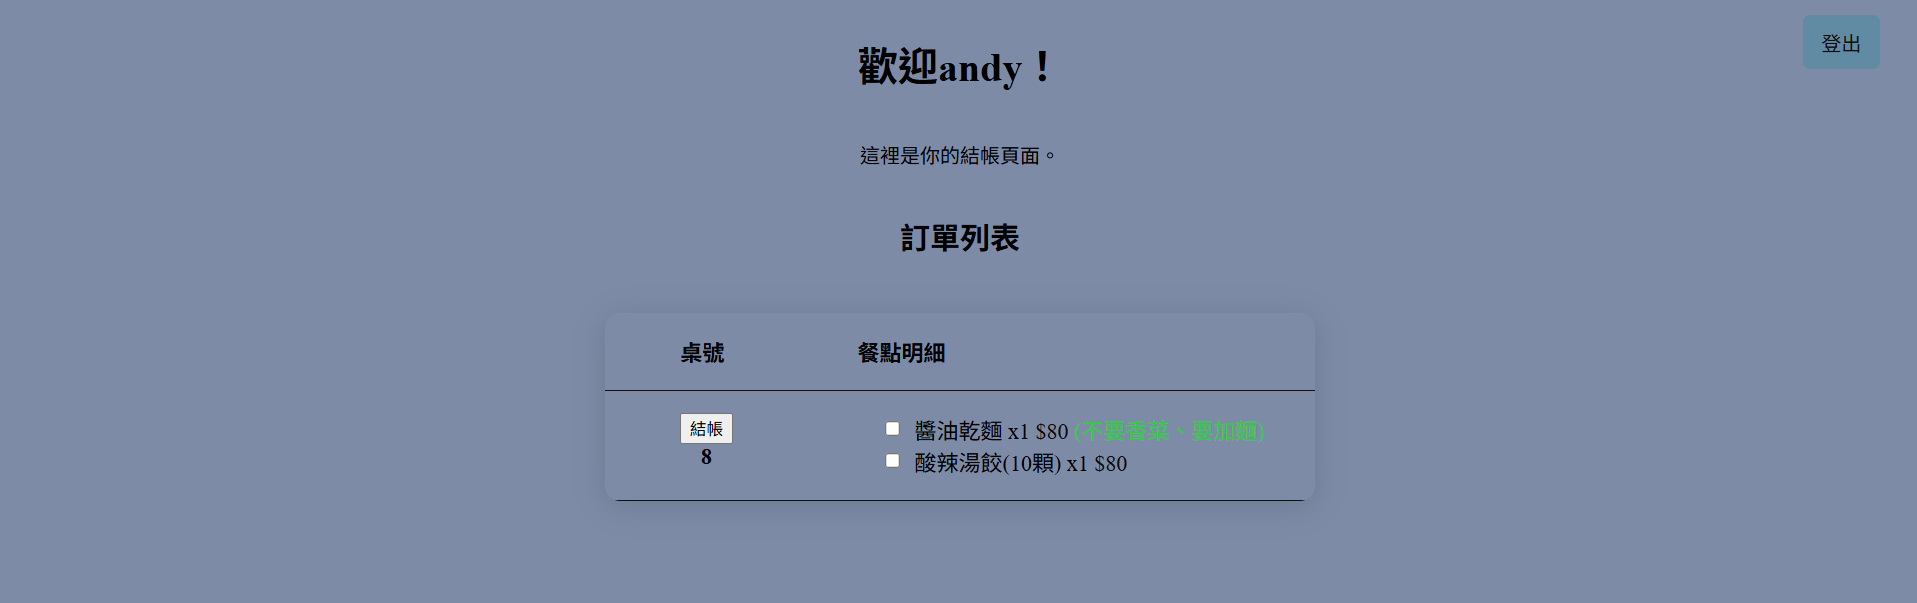 登出
歡迎andy！
這裡是你的結帳頁面。
訂單列表
桌號 餐點明細
結帳
8
醬油乾麵 x1 $80 (不要香菜、要加麵)
酸辣湯餃(10顆) x1 $80